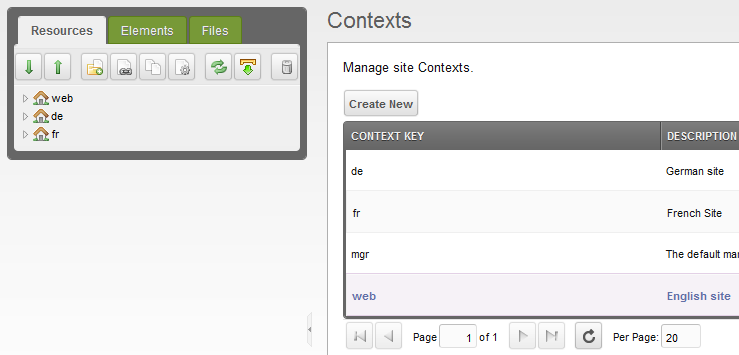 Resources Elements Files
web
de
fr
Contexts
Manage site Contexts.
Create New
CONTEXT KEY DESCRIPTION
de German site
fr French Site
mgr The default
web English site
Page 1 of 1 Per Page: 20